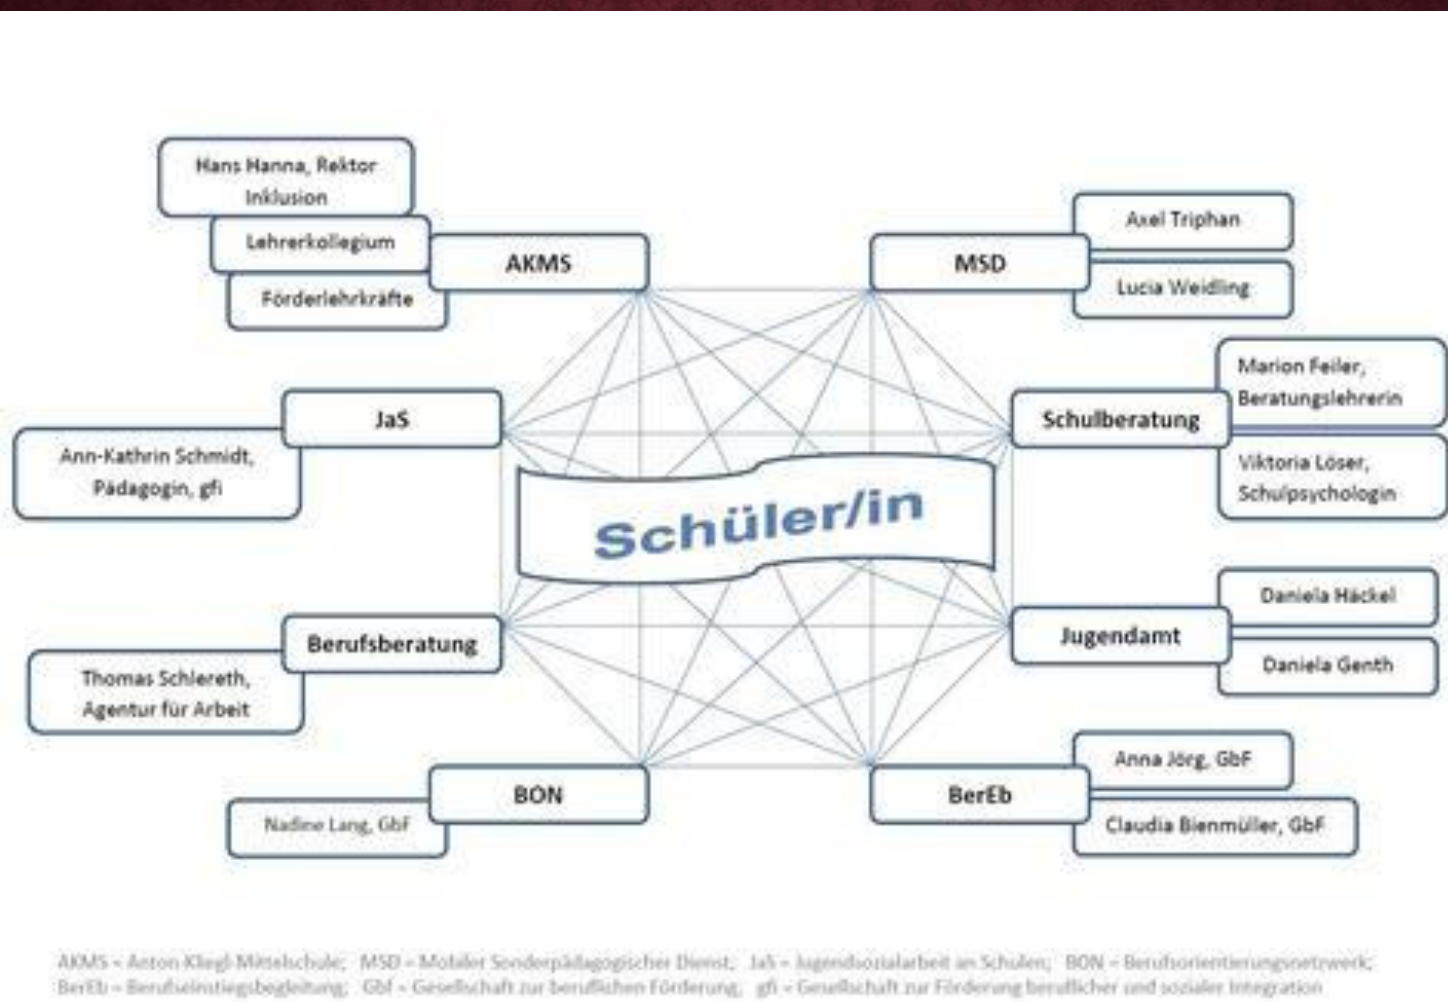 Hans Hanna, Rektor
Inklusion
Lehrerkollegium
Förderlehrkräfte
AKMS
MSD
Axel Triphan
Lucia Weidling
JaS
Ann-Kathrin Schmidt,
Pädagogin, gfi
Schulberatung
Marion Feiler,
Beratungslehrerin
Viktoria Löser,
Schulpsychologin
Schüler/in
Berufsberatung
Thomas Schlereth,
Agentur für Arbeit
Jugendamt
Daniela Häckel
Daniela Genth
BON
Nadine Lang, GbF
BerEb
Anna Jörg, GbF
Claudia Bienmüller, GbF
AKMS = Anton-Kliegl-Mittelschule; MSD = Mobiler Sonderpädagogischer Dienst; JaS = Jugendsozialarbeit an Schulen; BON = Berufsorientierungsnetzwerk;
BerEb = Berufseinstiegsbegleitung; GbF = Gesellschaft zur beruflichen Förderung; gfi = Gesellschaft zur Förderung beruflicher und sozialer Integration